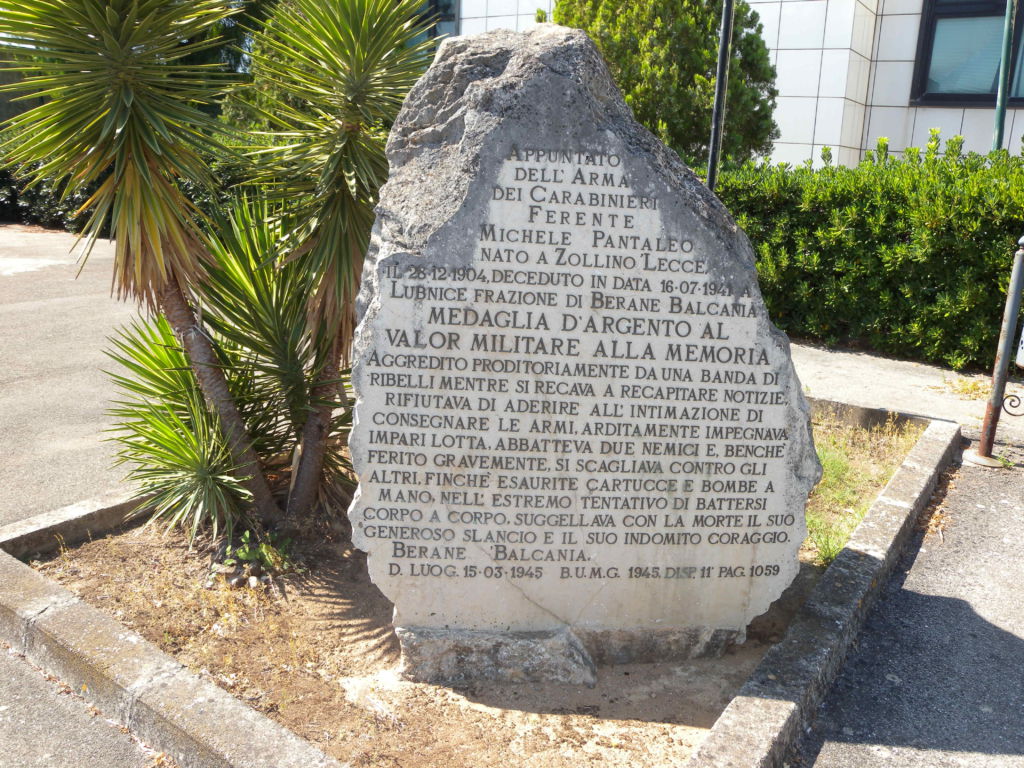 APPUNTATO
DELL'ARMA
DEI CARABINIERI
FERENTE
MICHELE PANTALEO
NATO A ZOLLINO LECCE
IL 28·12·1904, DECEDUTO IN DATA 16·07·1941 A
LUBNICE FRAZIONE DI BERANE BALCANIA
MEDAGLIA D'ARGENTO AL
VALOR MILITARE ALLA MEMORIA
AGGREDITO PRODITORIAMENTE DA UNA BANDA DI
RIBELLI MENTRE SI RECAVA A RECAPITARE NOTIZIE,
RIFIUTAVA DI ADERIRE ALL'INTIMAZIONE DI
CONSEGNARE LE ARMI, ARDITAMENTE IMPEGNAVA
IMPARI LOTTA. ABBATTEVA DUE NEMICI E, BENCHE'
FERITO GRAVEMENTE, SI SCAGLIAVA CONTRO GLI
ALTRI, FINCHE' ESAURITE CARTUCCE E BOMBE A
MANO, NELL'ESTREMO TENTATIVO DI BATTERSI
CORPO A CORPO, SUGGELLAVA CON LA MORTE IL SUO
GENEROSO SLANCIO E IL SUO INDOMITO CORAGGIO.
BERANE BALCANIA.
D. LUOG. 15·03·1945 B.U.M.G. 1945, DISP. 11ª PAG. 1059